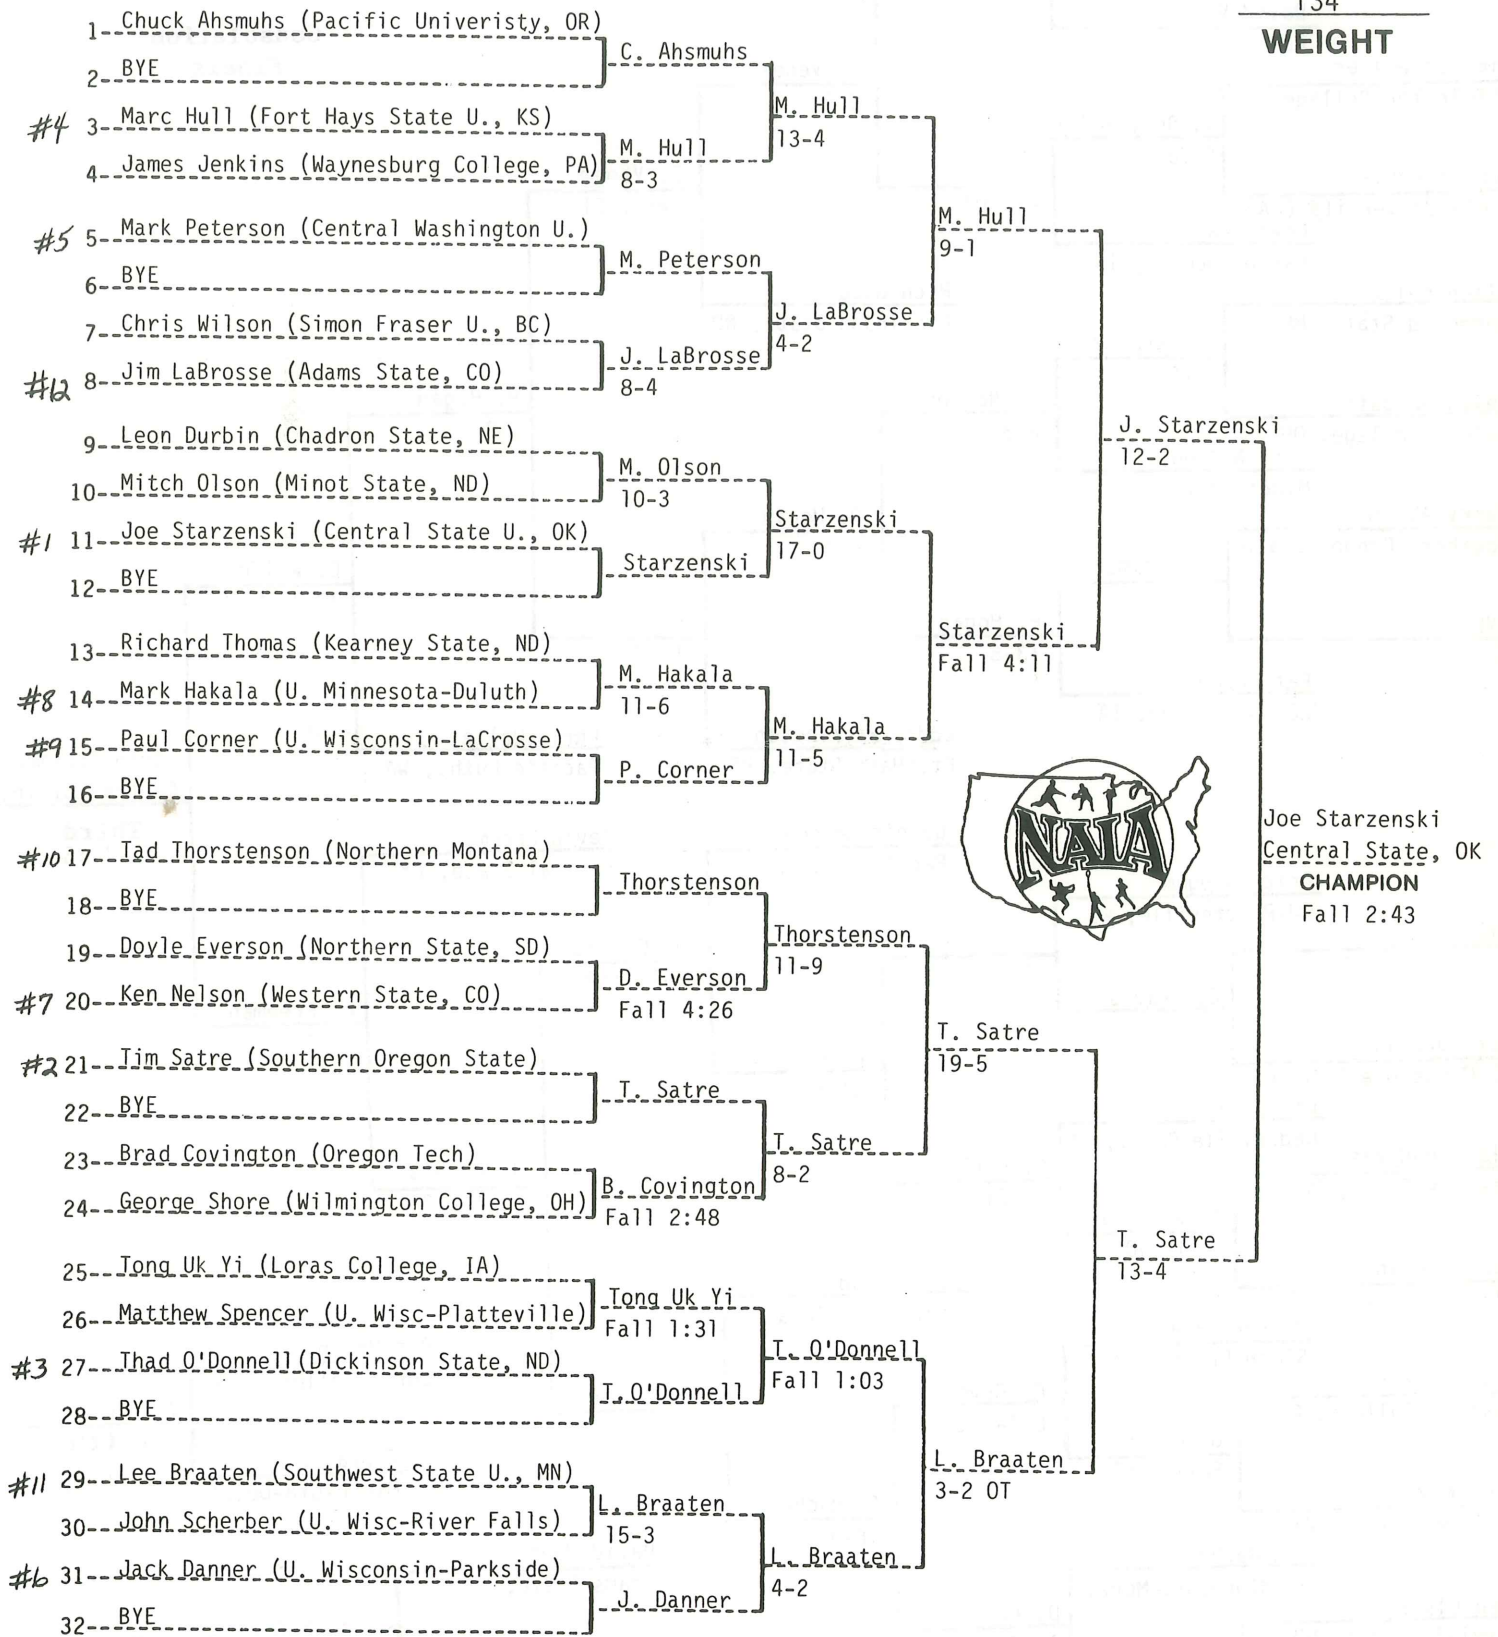 134
WEIGHT
1 Chuck Ahsmuhs (Pacific Univeristy, OR)
2 BYE
C. Ahsmuhs
#4 3 Marc Hull (Fort Hays State U., KS)
4 James Jenkins (Waynesburg College, PA)
M. Hull
8-3
M. Hull
13-4
#5 5 Mark Peterson (Central Washington U.)
6 BYE
M. Peterson
7 Chris Wilson (Simon Fraser U., BC)
#12 8 Jim LaBrosse (Adams State, CO)
J. LaBrosse
8-4
J. LaBrosse
4-2
M. Hull
9-1
9 Leon Durbin (Chadron State, NE)
10 Mitch Olson (Minot State, ND)
M. Olson
10-3
#1 11 Joe Starzenski (Central State U., OK)
12 BYE
Starzenski
Starzenski
17-0
13 Richard Thomas (Kearney State, ND)
#8 14 Mark Hakala (U. Minnesota-Duluth)
M. Hakala
11-6
#9 15 Paul Corner (U. Wisconsin-LaCrosse)
16 BYE
P. Corner
M. Hakala
11-5
Starzenski
Fall 4:11
J. Starzenski
12-2
#10 17 Tad Thorstenson (Northern Montana)
18 BYE
Thorstenson
19 Doyle Everson (Northern State, SD)
#7 20 Ken Nelson (Western State, CO)
D. Everson
Fall 4:26
Thorstenson
11-9
#2 21 Tim Satre (Southern Oregon State)
22 BYE
T. Satre
23 Brad Covington (Oregon Tech)
24 George Shore (Wilmington College, OH)
B. Covington
Fall 2:48
T. Satre
8-2
T. Satre
19-5
25 Tong Uk Yi (Loras College, IA)
26 Matthew Spencer (U. Wisc-Platteville)
Tong Uk Yi
Fall 1:31
#3 27 Thad O'Donnell (Dickinson State, ND)
28 BYE
T. O'Donnell
T. O'Donnell
Fall 1:03
#11 29 Lee Braaten (Southwest State U., MN)
30 John Scherber (U. Wisc-River Falls)
L. Braaten
15-3
#6 31 Jack Danner (U. Wisconsin-Parkside)
32 BYE
J. Danner
L. Braaten
4-2
L. Braaten
3-2 OT
T. Satre
13-4
NAIA
Joe Starzenski
Central State, OK
CHAMPION
Fall 2:43